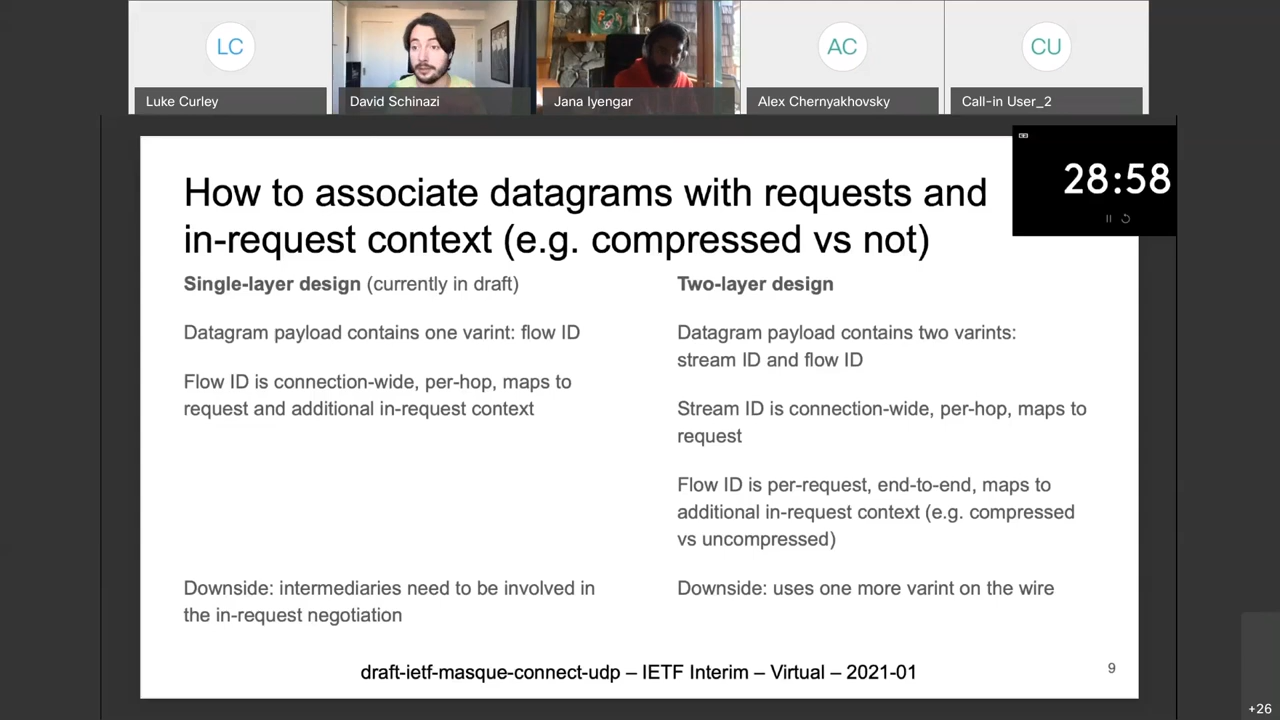 LC
AC
CU
Luke Curley
David Schinazi
Jana Iyengar
Alex Chernyakhovsky
Call-in User_2
28:58
How to associate datagrams with requests and
in-request context (e.g. compressed vs not)
Single-layer design (currently in draft)
Datagram payload contains one varint: flow ID
Flow ID is connection-wide, per-hop, maps to
request and additional in-request context
Downside: intermediaries need to be involved in
the in-request negotiation
Two-layer design
Datagram payload contains two varints:
stream ID and flow ID
Stream ID is connection-wide, per-hop, maps to
request
Flow ID is per-request, end-to-end, maps to
additional in-request context (e.g. compressed
vs uncompressed)
Downside: uses one more varint on the wire
draft-ietf-masque-connect-udp – IETF Interim – Virtual – 2021-01
9
+26